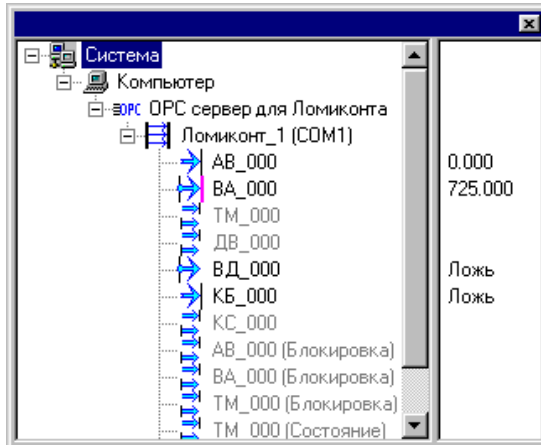 Система
Компьютер
OPC OPC сервер для Ломиконта
Ломиконт_1 (COM1)
АВ_000 0.000
ВА_000 725.000
ТМ_000
ДВ_000
ВД_000 Ложь
КБ_000 Ложь
КС_000
АВ_000 (Блокировка)
ВА_000 (Блокировка)
ТМ_000 (Блокировка)
ТМ_000 (Состояние)